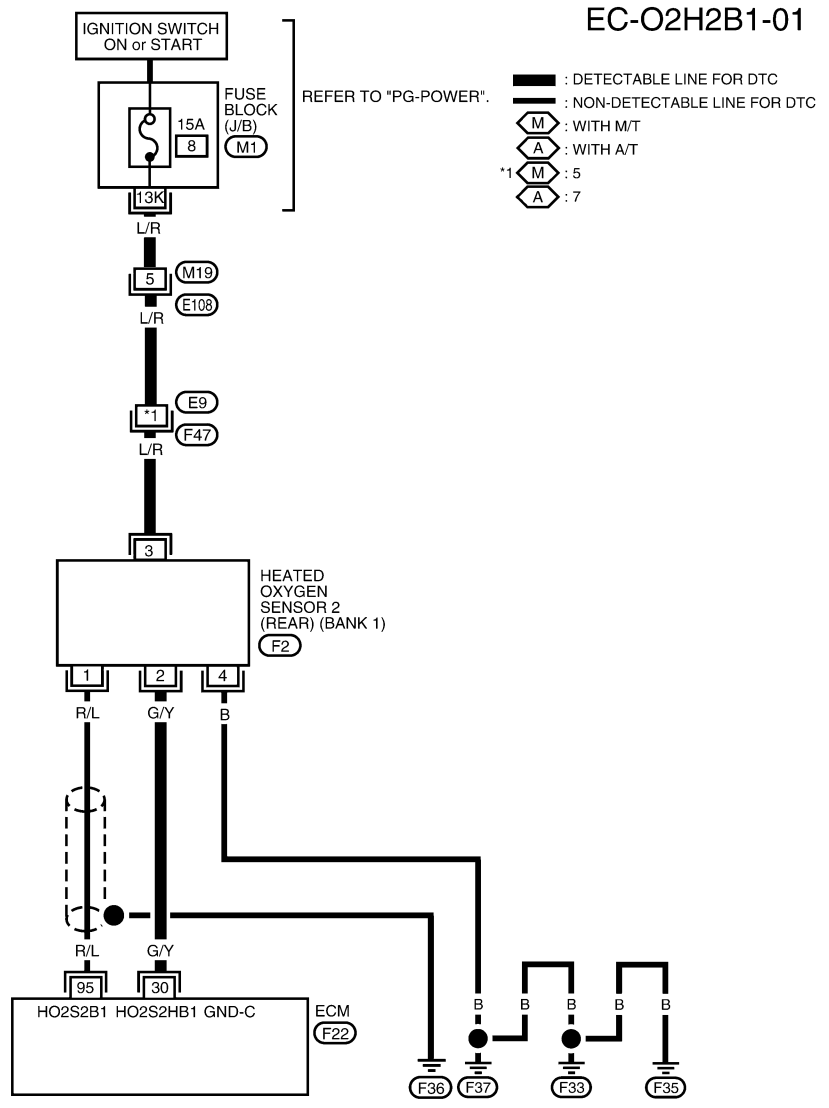 EC-O2H2B1-01
IGNITION SWITCH
ON or START
FUSE
BLOCK
(J/B)
M1
15A
8
REFER TO "PG-POWER".
: DETECTABLE LINE FOR DTC
: NON-DETECTABLE LINE FOR DTC
M : WITH M/T
A : WITH A/T
*1 M : 5
A : 7
13K
L/R
5
M19
E108
L/R
*1
E9
F47
L/R
3
HEATED
OXYGEN
SENSOR 2
(REAR) (BANK 1)
F2
1 2 4
R/L G/Y B
R/L G/Y
95 30
HO2S2B1 HO2S2HB1 GND-C
ECM
F22
B B B B B
F36 F37 F33 F35